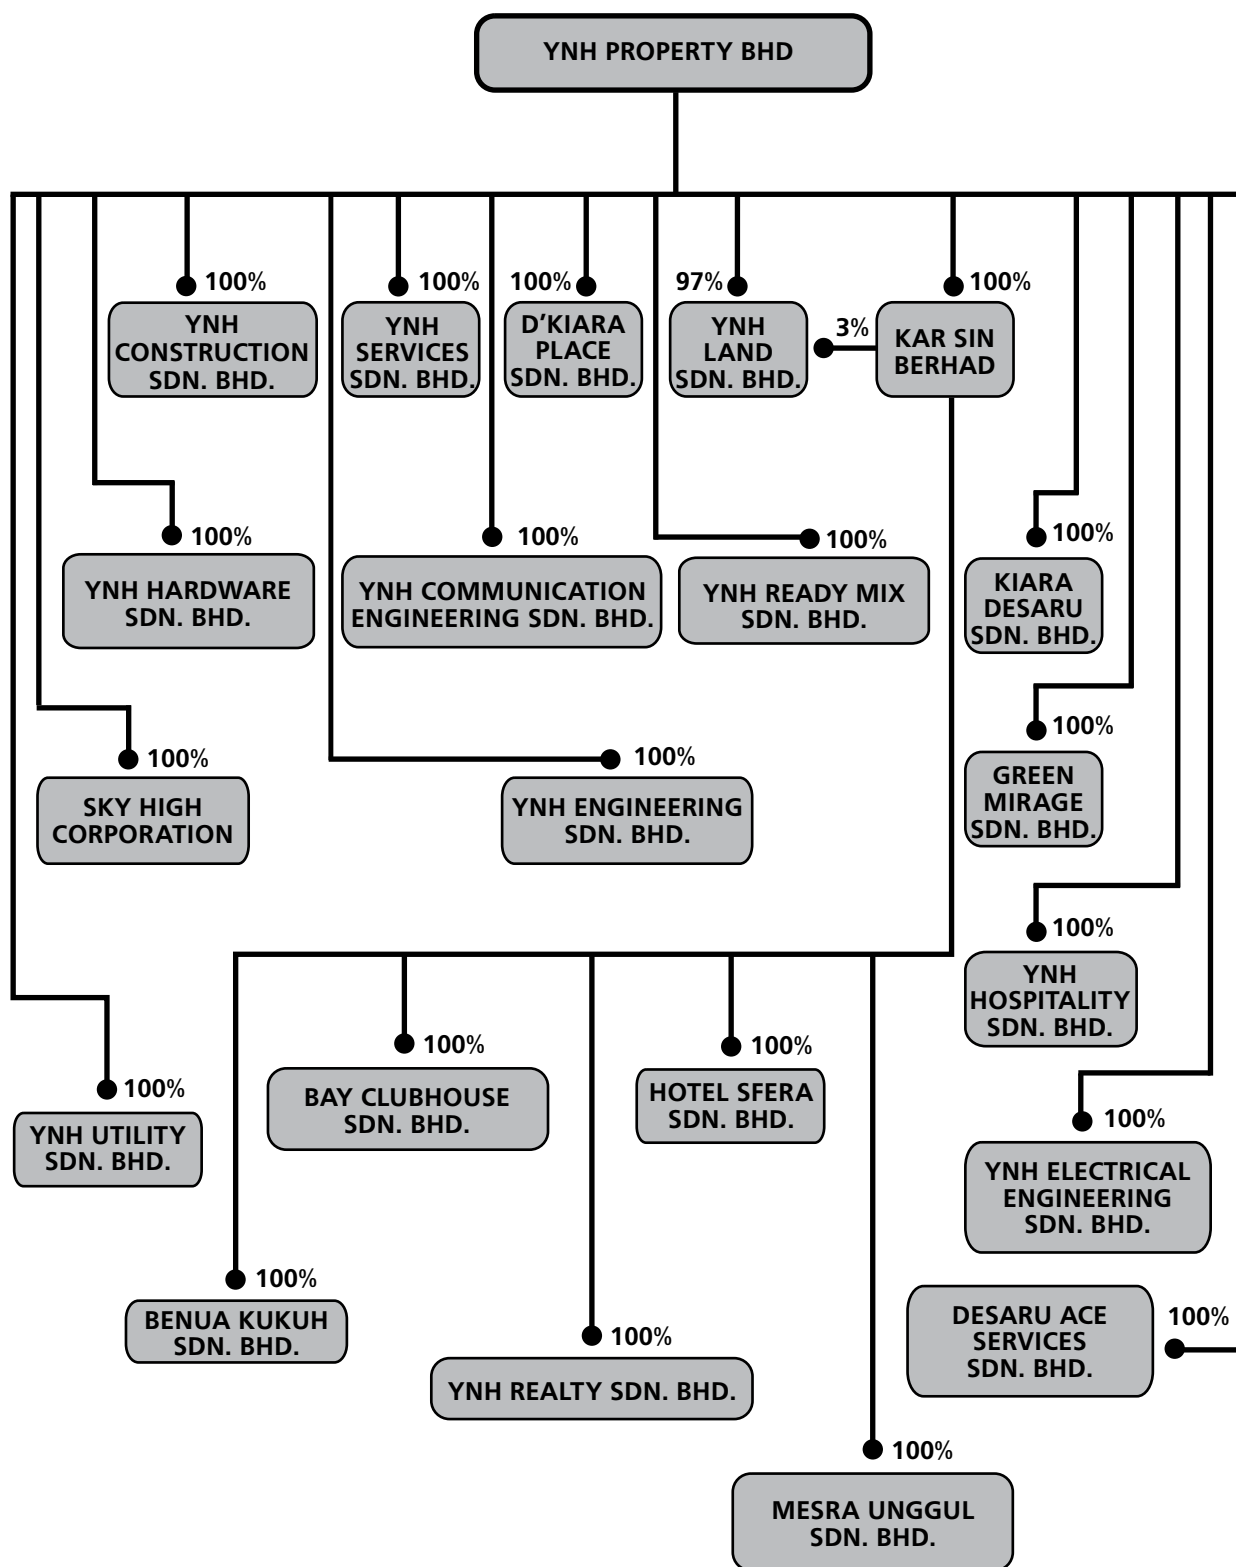 YNH PROPERTY BHD
100%
YNH
CONSTRUCTION
SDN. BHD.
100%
YNH
SERVICES
SDN. BHD.
100%
D'KIARA
PLACE
SDN. BHD.
97%
YNH
LAND
SDN. BHD.
3%
100%
KAR SIN
BERHAD
100%
YNH HARDWARE
SDN. BHD.
100%
YNH COMMUNICATION
ENGINEERING SDN. BHD.
100%
YNH READY MIX
SDN. BHD.
100%
KIARA
DESARU
SDN. BHD.
100%
SKY HIGH
CORPORATION
100%
YNH ENGINEERING
SDN. BHD.
100%
GREEN
MIRAGE
SDN. BHD.
100%
YNH
HOSPITALITY
SDN. BHD.
100%
YNH UTILITY
SDN. BHD.
100%
BAY CLUBHOUSE
SDN. BHD.
100%
HOTEL SFERA
SDN. BHD.
100%
YNH ELECTRICAL
ENGINEERING
SDN. BHD.
100%
BENUA KUKUH
SDN. BHD.
100%
YNH REALTY SDN. BHD.
DESARU ACE
SERVICES
SDN. BHD.
100%
100%
MESRA UNGGUL
SDN. BHD.